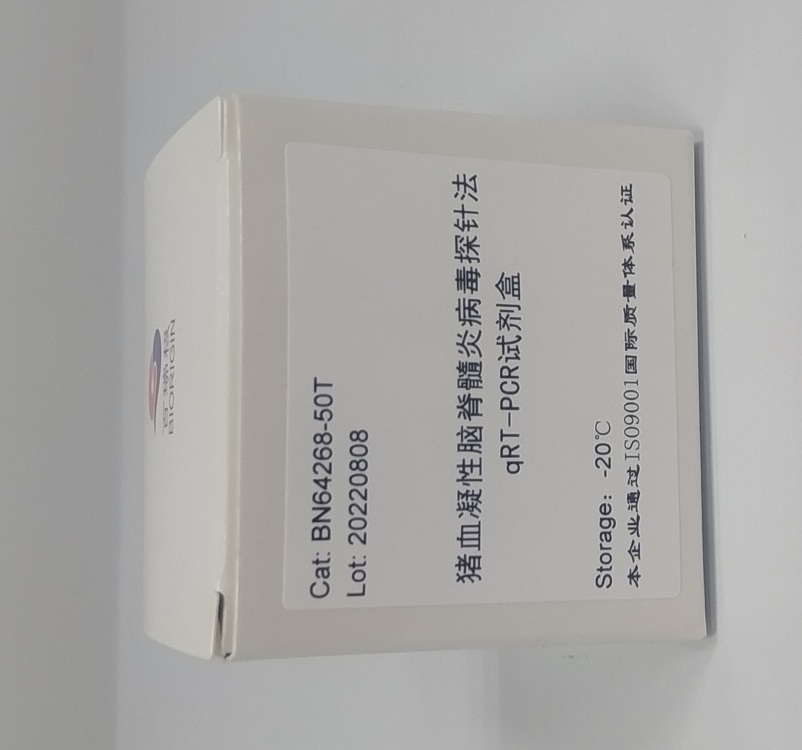 BIORIGIN
Cat: BN64268-50T
Lot: 20220808
猪血凝性脑脊髓炎病毒探针法
qRT-PCR试剂盒
Storage: -20℃
本企业通过ISO9001国际质量体系认证